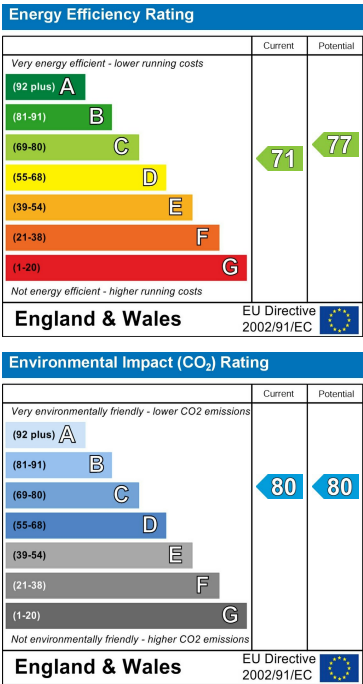 Energy Efficiency Rating
Current Potential
Very energy efficient - lower running costs
(92 plus) A
(81-91) B
(69-80) C
(55-68) D
(39-54) E
(21-38) F
(1-20) G
71 77
Not energy efficient - higher running costs
England & Wales
EU Directive
2002/91/EC
Environmental Impact (CO₂) Rating
Current Potential
Very environmentally friendly - lower CO2 emissions
(92 plus) A
(81-91) B
(69-80) C
(55-68) D
(39-54) E
(21-38) F
(1-20) G
80 80
Not environmentally friendly - higher CO2 emissions
England & Wales
EU Directive
2002/91/EC